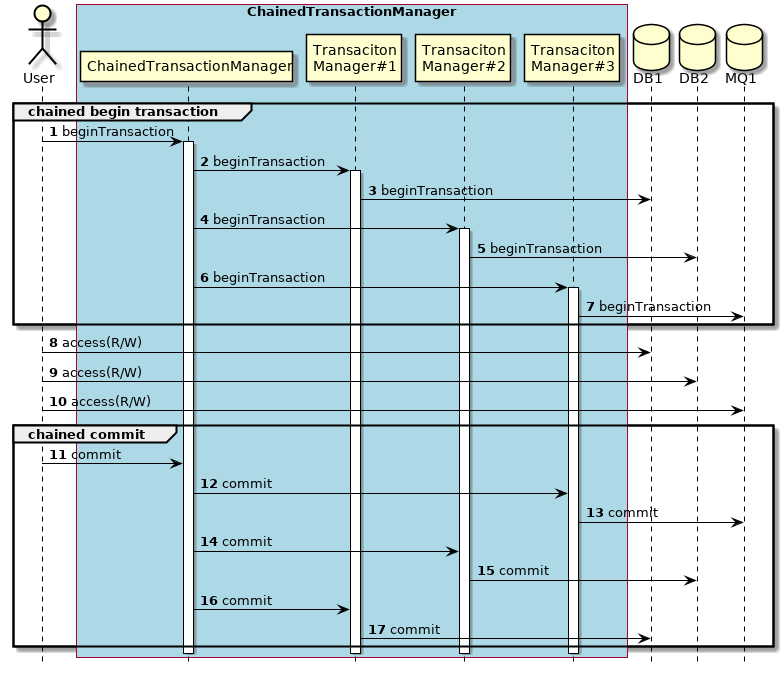 ChainedTransactionManager
User
ChainedTransactionManager
Transaciton
Manager#1
Transaciton
Manager#2
Transaciton
Manager#3
DB1
DB2
MQ1
chained begin transaction
1 beginTransaction
2 beginTransaction
3 beginTransaction
4 beginTransaction
5 beginTransaction
6 beginTransaction
7 beginTransaction
8 access(R/W)
9 access(R/W)
10 access(R/W)
chained commit
11 commit
12 commit
13 commit
14 commit
15 commit
16 commit
17 commit